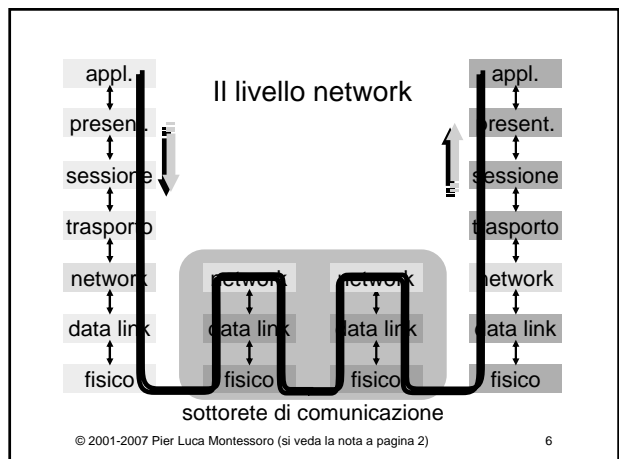 Il livello network
appl. appl.
present. present.
sessione sessione
trasporto trasporto
network network network network
data link data link data link data link
fisico fisico fisico fisico
sottorete di comunicazione
© 2001-2007 Pier Luca Montessoro (si veda la nota a pagina 2) 6